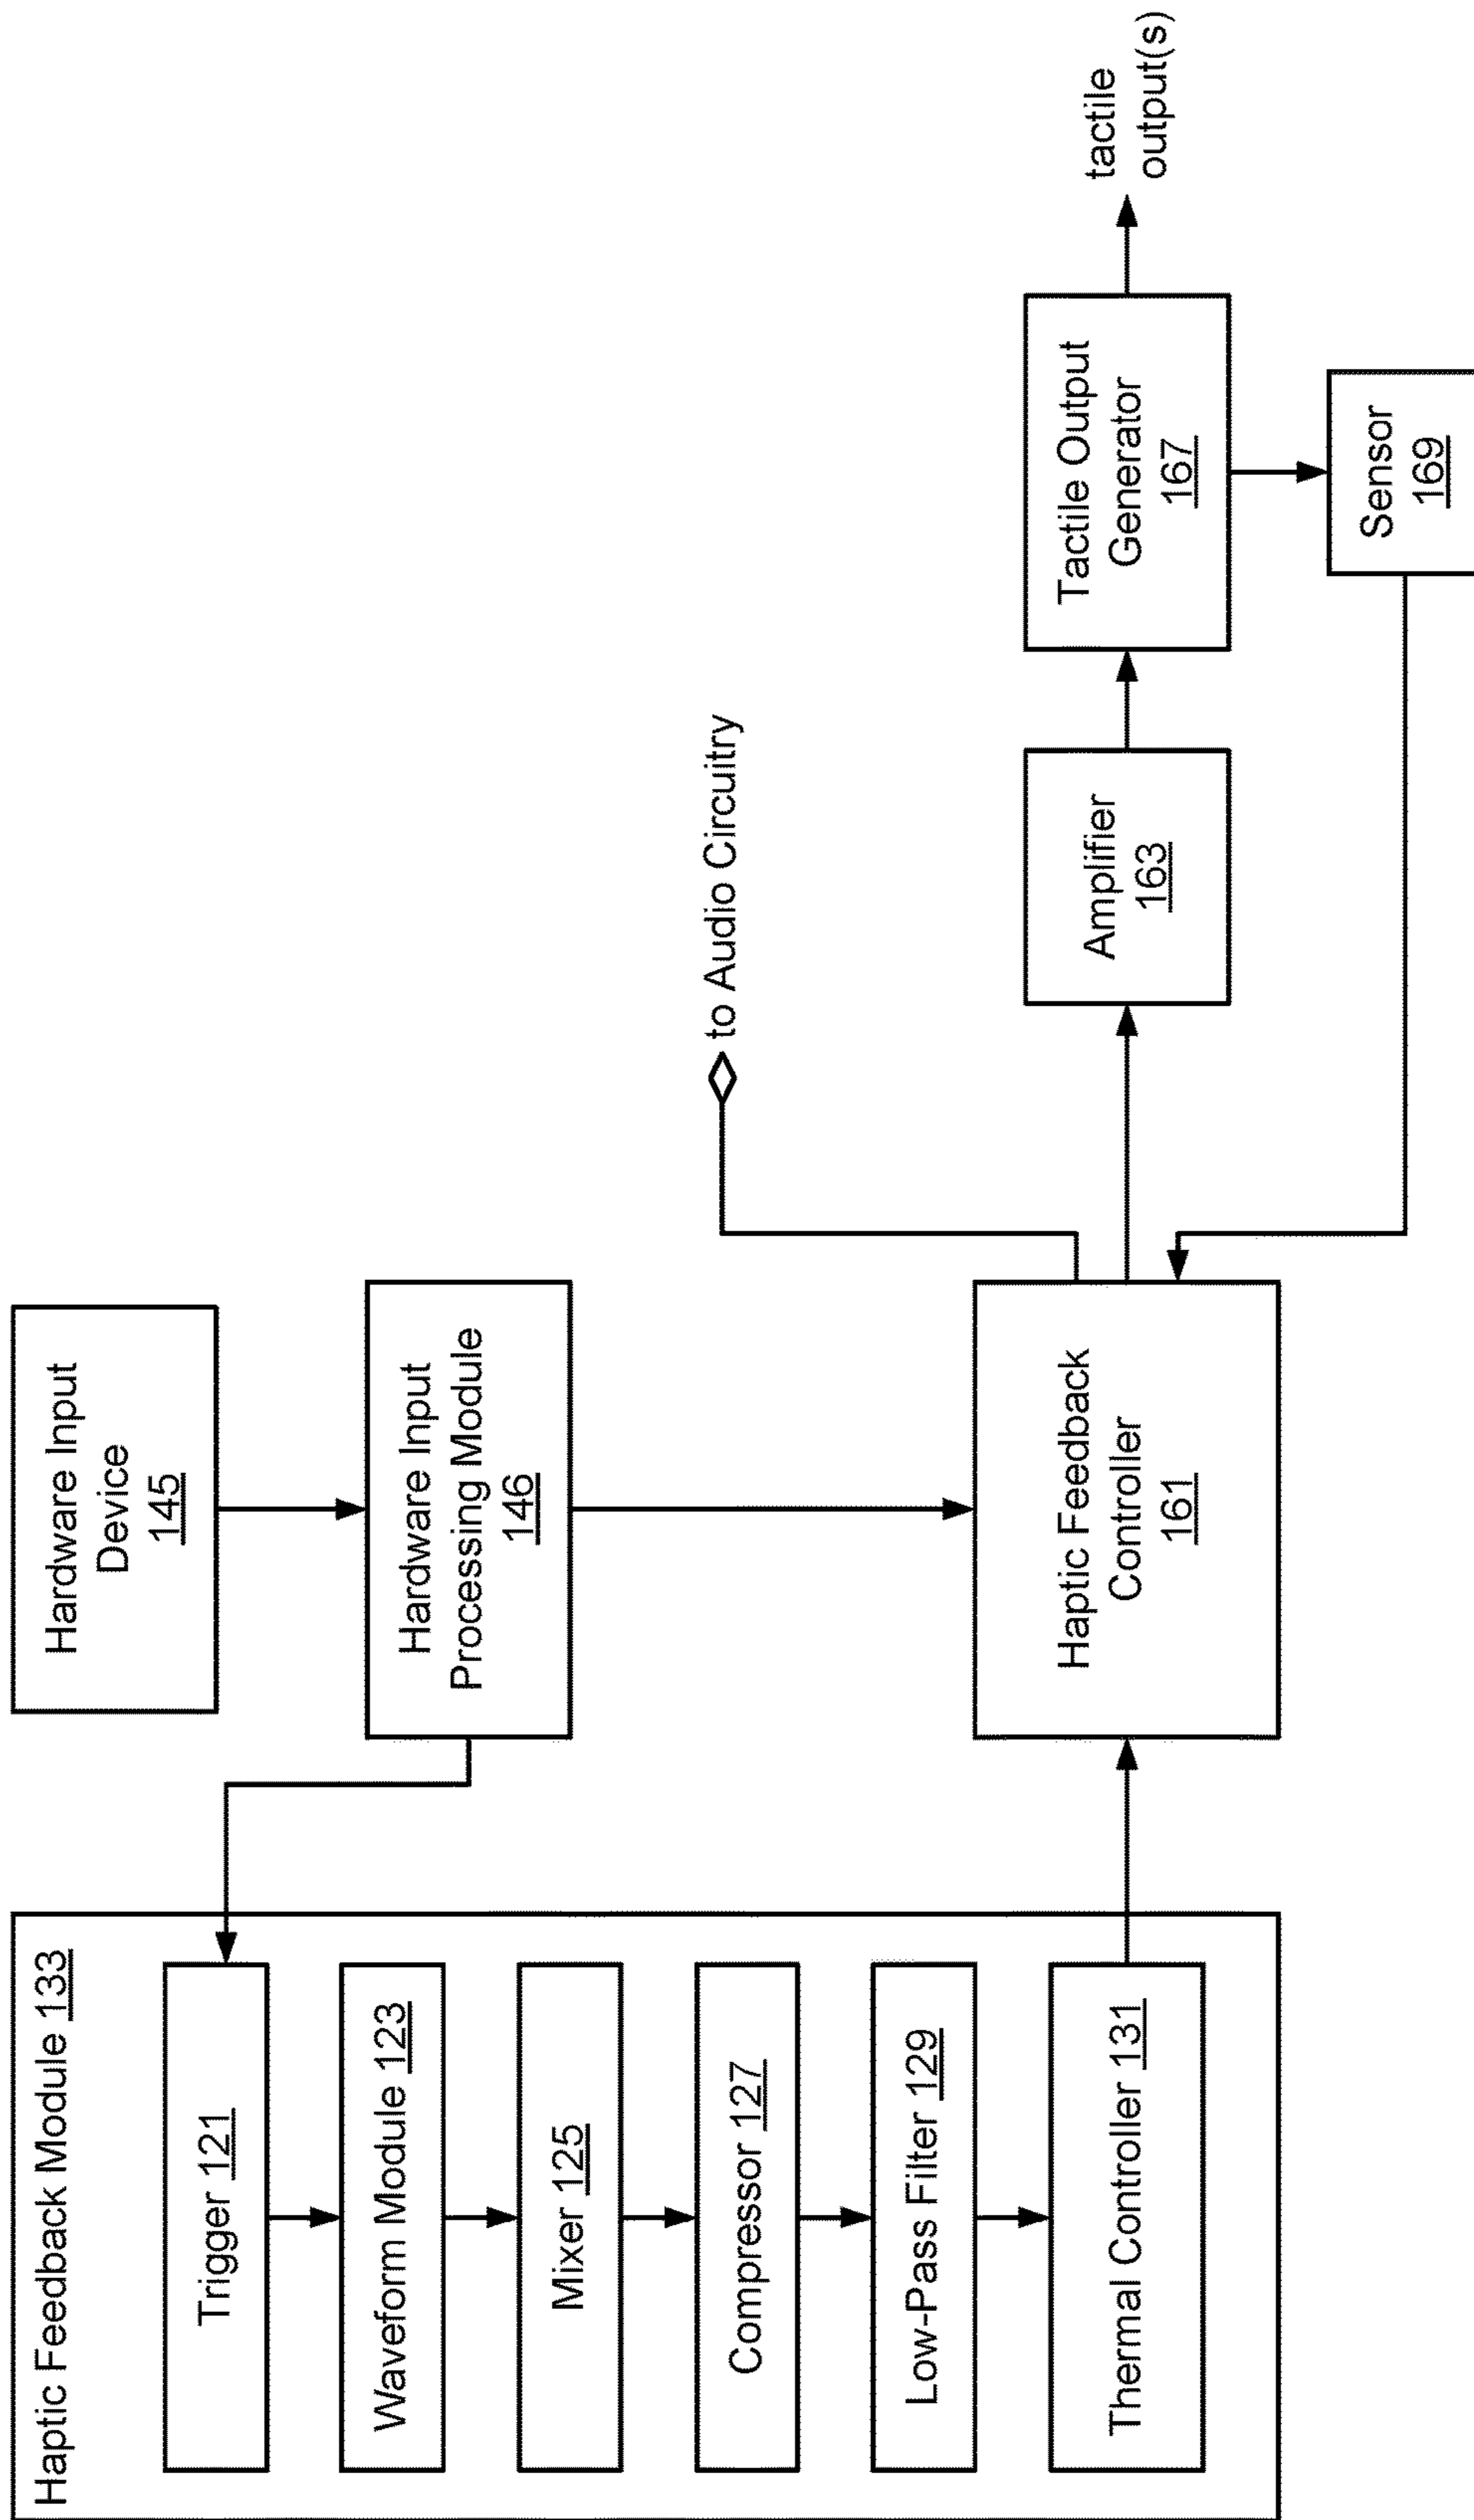 Haptic Feedback Module 133
Trigger 121
Waveform Module 123
Mixer 125
Compressor 127
Low-Pass Filter 129
Thermal Controller 131
Hardware Input
Device
145
Hardware Input
Processing Module
146
Haptic Feedback
Controller
161
to Audio Circuitry
Amplifier
163
Tactile Output
Generator
167
Sensor
169
tactile
output(s)